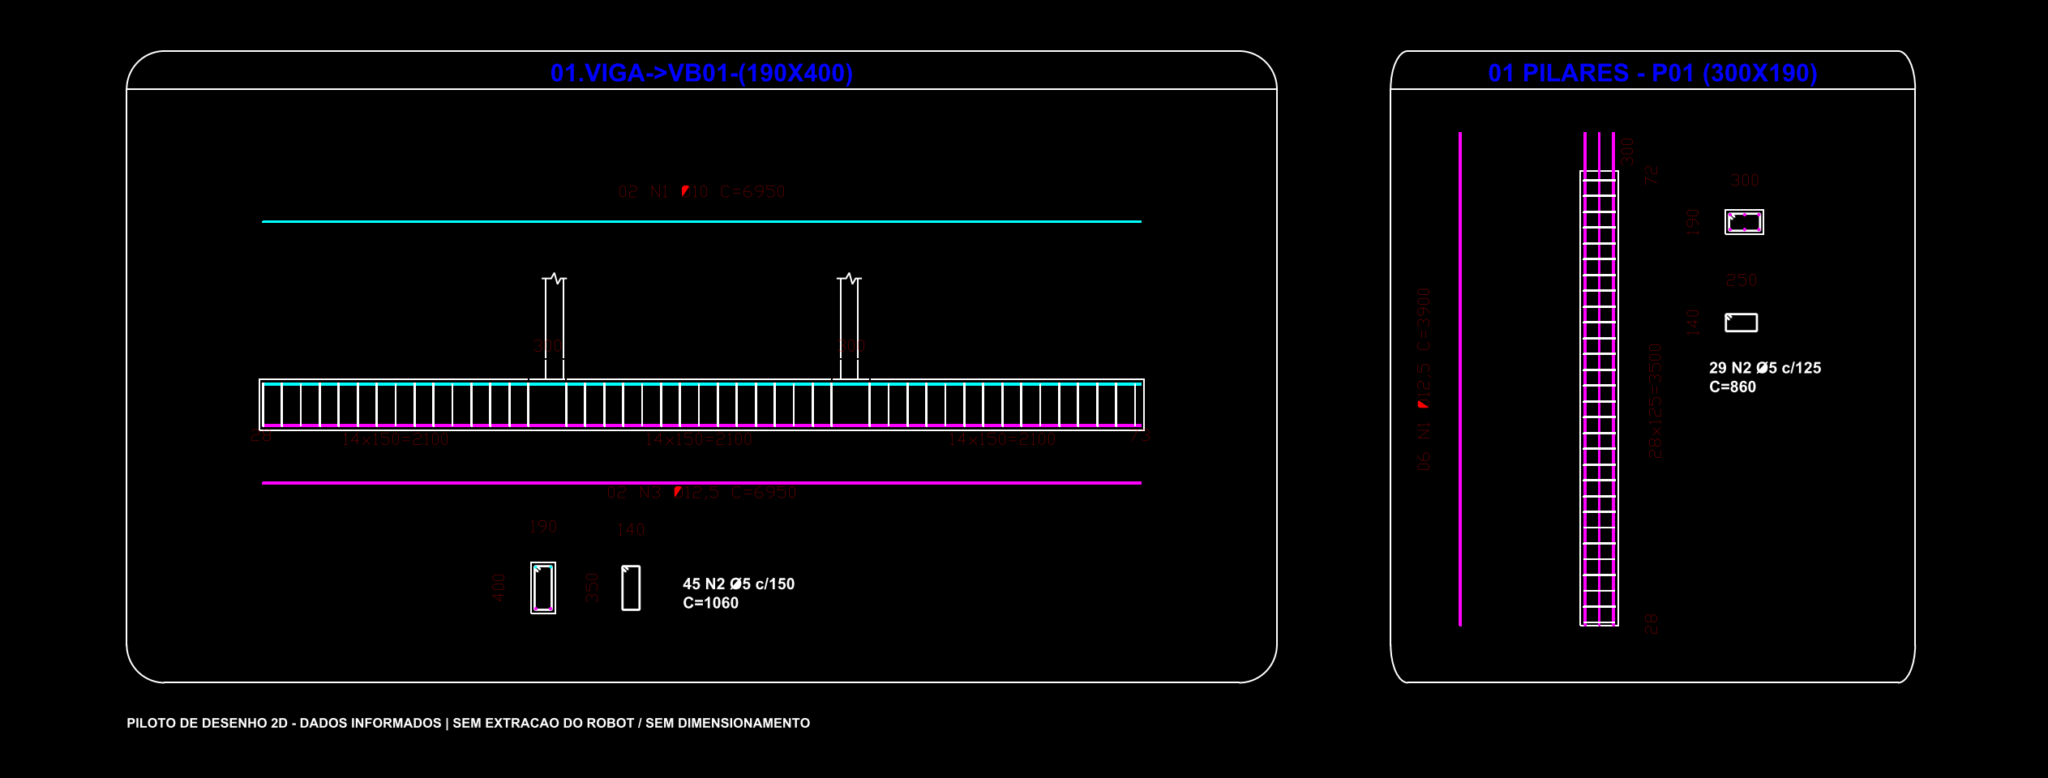 01.VIGA->VB01-(190X400)
02 N1 Ø10 C=6950
300
300
28
14x150=2100
14x150=2100
14x150=2100
73
02 N3 Ø12,5 C=6950
190
140
400
350
45 N2 Ø5 c/150
C=1060
01 PILARES - P01 (300X190)
300
72
300
190
250
140
06 N1 Ø12,5 C=3900
28x125=3500
29 N2 Ø5 c/125
C=860
28
PILOTO DE DESENHO 2D - DADOS INFORMADOS | SEM EXTRACAO DO ROBOT / SEM DIMENSIONAMENTO